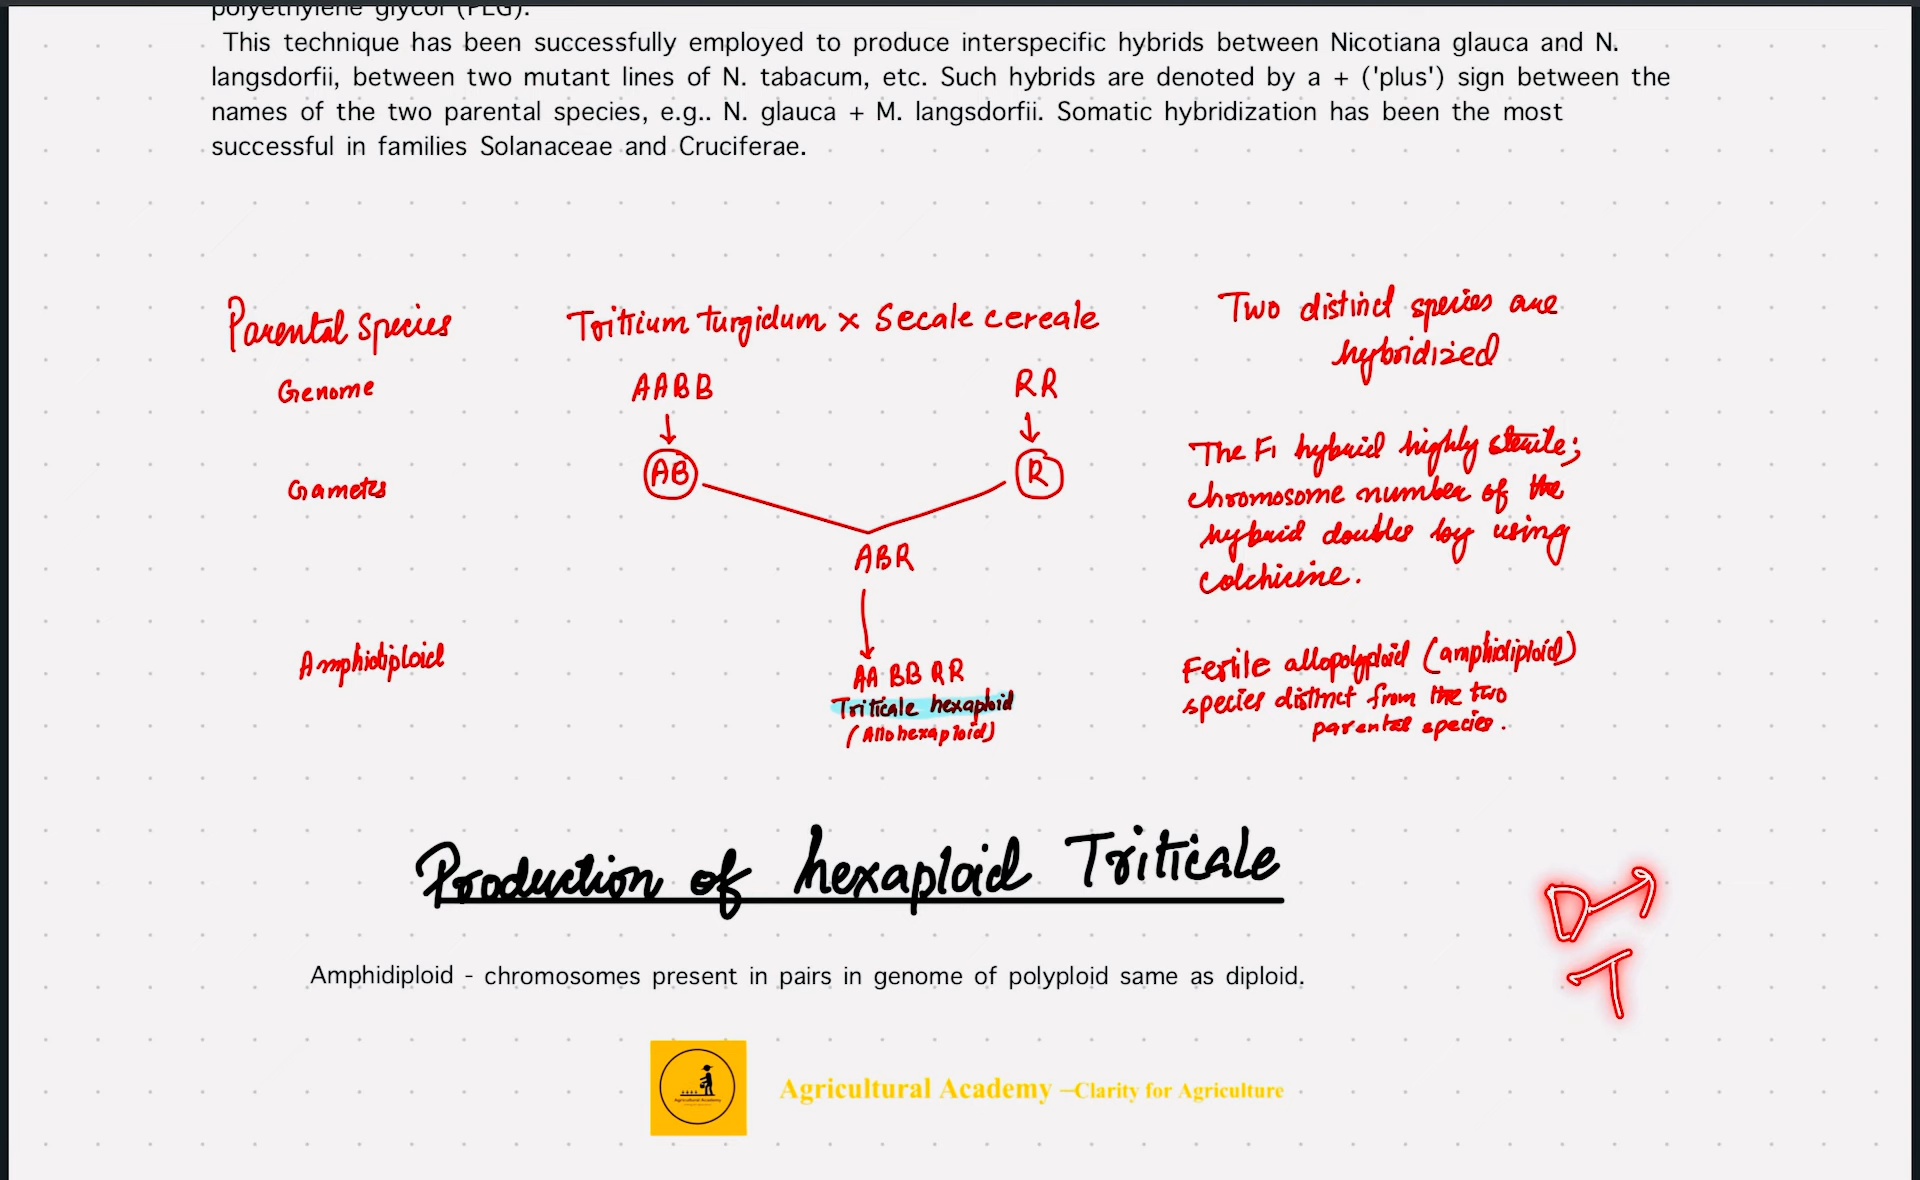 polyethylene glycol (PEG).
This technique has been successfully employed to produce interspecific hybrids between Nicotiana glauca and N.
langsdorfii, between two mutant lines of N. tabacum, etc. Such hybrids are denoted by a + ('plus') sign between the
names of the two parental species, e.g.. N. glauca + M. langsdorfii. Somatic hybridization has been the most
successful in families Solanaceae and Cruciferae.
Parental Species
Triticum turgidum x Secale cereale
Two distinct species are
hybridized
Genome
AABB
RR
Gametes
AB
R
The F1 hybrid highly sterile;
chromosome number of the
hybrid doubles by using
colchicine.
ABR
Amphidiploid
AA BB RR
Triticale hexaploid
(Allohexaploid)
Fertile allopolyploid (amphidiploid)
species distinct from the two
parental species.
Production of hexaploid Triticale
D
T
Amphidiploid - chromosomes present in pairs in genome of polyploid same as diploid.
Agricultural Academy –Clarity for Agriculture